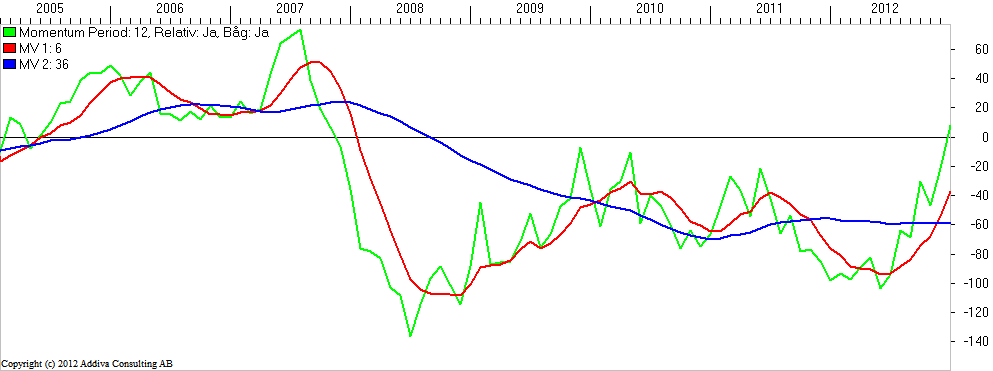 2005 2006 2007 2008 2009 2010 2011 2012
Momentum Period: 12, Relativ: Ja, Båg: Ja
MV 1: 6
MV 2: 36
60
40
20
0
-20
-40
-60
-80
-100
-120
-140
Copyright (c) 2012 Addiva Consulting AB